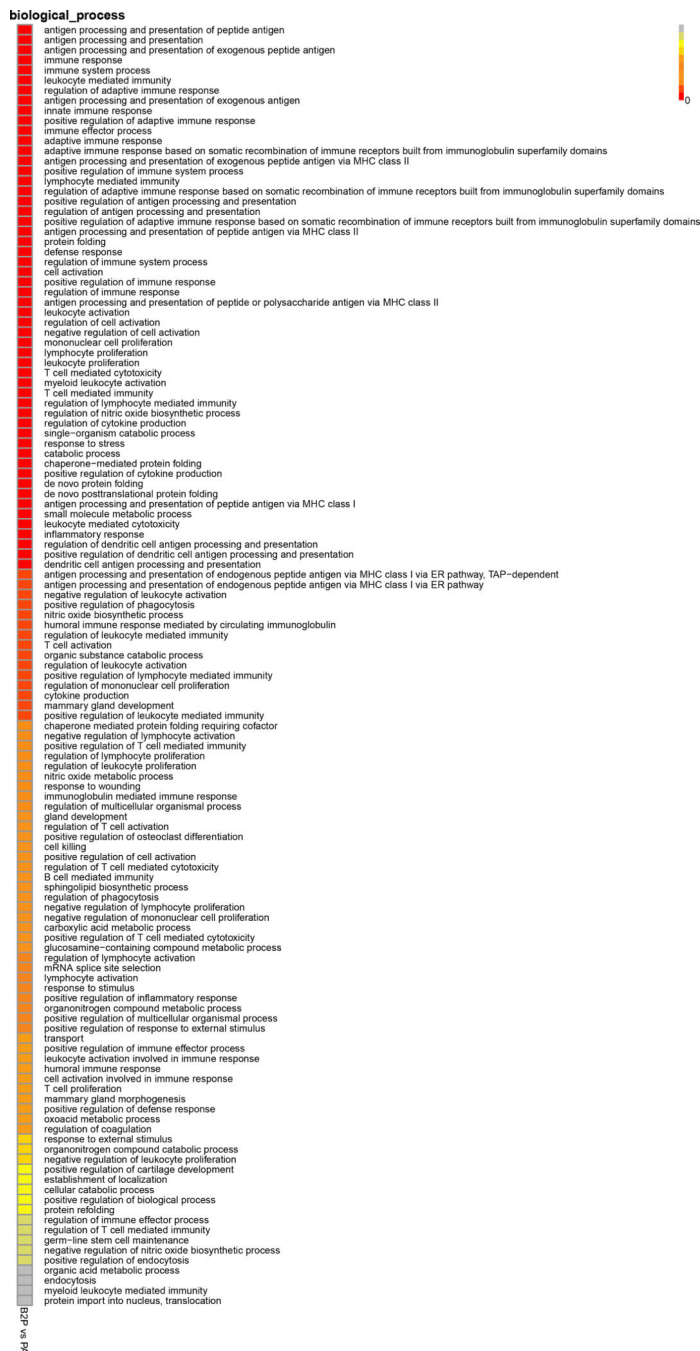 biological_process
antigen processing and presentation of peptide antigen
antigen processing and presentation
antigen processing and presentation of exogenous peptide antigen
immune response
immune system process
leukocyte mediated immunity
regulation of adaptive immune response
antigen processing and presentation of exogenous antigen
innate immune response
positive regulation of adaptive immune response
immune effector process
adaptive immune response
adaptive immune response based on somatic recombination of immune receptors built from immunoglobulin superfamily domains
antigen processing and presentation of exogenous peptide antigen via MHC class II
positive regulation of immune system process
lymphocyte mediated immunity
regulation of adaptive immune response based on somatic recombination of immune receptors built from immunoglobulin superfamily domains
positive regulation of antigen processing and presentation
regulation of antigen processing and presentation
positive regulation of adaptive immune response based on somatic recombination of immune receptors built from immunoglobulin superfamily domains
antigen processing and presentation of peptide antigen via MHC class II
protein folding
defense response
regulation of immune system process
cell activation
positive regulation of immune response
regulation of immune response
antigen processing and presentation of peptide or polysaccharide antigen via MHC class II
leukocyte activation
regulation of cell activation
negative regulation of cell activation
mononuclear cell proliferation
lymphocyte proliferation
leukocyte proliferation
T cell mediated cytotoxicity
myeloid leukocyte activation
T cell mediated immunity
regulation of lymphocyte mediated immunity
regulation of nitric oxide biosynthetic process
regulation of cytokine production
single−organism catabolic process
response to stress
catabolic process
chaperone−mediated protein folding
positive regulation of cytokine production
de novo protein folding
de novo posttranslational protein folding
antigen processing and presentation of peptide antigen via MHC class I
small molecule metabolic process
leukocyte mediated cytotoxicity
inflammatory response
regulation of dendritic cell antigen processing and presentation
positive regulation of dendritic cell antigen processing and presentation
dendritic cell antigen processing and presentation
antigen processing and presentation of endogenous peptide antigen via MHC class I via ER pathway, TAP−dependent
antigen processing and presentation of endogenous peptide antigen via MHC class I via ER pathway
negative regulation of leukocyte activation
positive regulation of phagocytosis
nitric oxide biosynthetic process
humoral immune response mediated by circulating immunoglobulin
regulation of leukocyte mediated immunity
T cell activation
organic substance catabolic process
regulation of leukocyte activation
positive regulation of lymphocyte mediated immunity
regulation of mononuclear cell proliferation
cytokine production
mammary gland development
positive regulation of leukocyte mediated immunity
chaperone mediated protein folding requiring cofactor
negative regulation of lymphocyte activation
positive regulation of T cell mediated immunity
regulation of lymphocyte proliferation
regulation of leukocyte proliferation
nitric oxide metabolic process
response to wounding
immunoglobulin mediated immune response
regulation of multicellular organismal process
gland development
regulation of T cell activation
positive regulation of osteoclast differentiation
cell killing
positive regulation of cell activation
regulation of T cell mediated cytotoxicity
B cell mediated immunity
sphingolipid biosynthetic process
regulation of phagocytosis
negative regulation of lymphocyte proliferation
negative regulation of mononuclear cell proliferation
carboxylic acid metabolic process
positive regulation of T cell mediated cytotoxicity
glucosamine−containing compound metabolic process
regulation of lymphocyte activation
mRNA splice site selection
lymphocyte activation
response to stimulus
positive regulation of inflammatory response
organonitrogen compound metabolic process
positive regulation of multicellular organismal process
positive regulation of response to external stimulus
transport
positive regulation of immune effector process
leukocyte activation involved in immune response
humoral immune response
cell activation involved in immune response
T cell proliferation
mammary gland morphogenesis
positive regulation of defense response
oxoacid metabolic process
regulation of coagulation
response to external stimulus
organonitrogen compound catabolic process
negative regulation of leukocyte proliferation
positive regulation of cartilage development
establishment of localization
cellular catabolic process
positive regulation of biological process
protein refolding
regulation of immune effector process
regulation of T cell mediated immunity
germ−line stem cell maintenance
negative regulation of nitric oxide biosynthetic process
positive regulation of endocytosis
organic acid metabolic process
endocytosis
myeloid leukocyte mediated immunity
protein import into nucleus, translocation
0
B2P vs